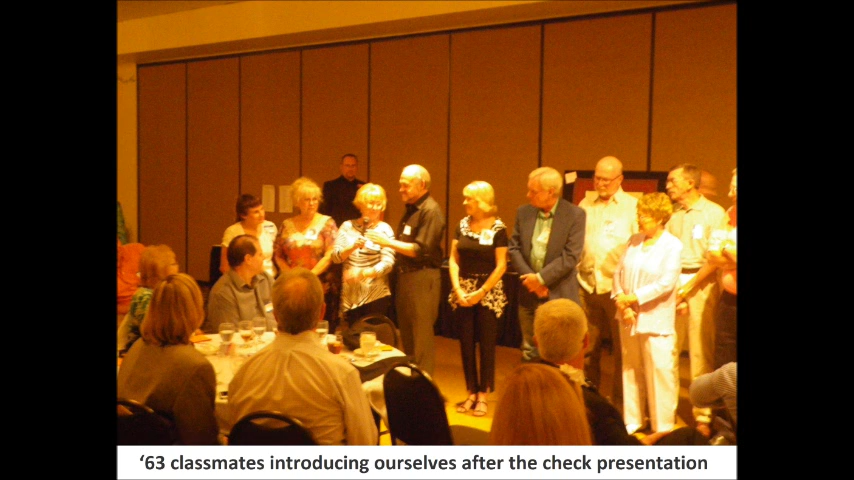 ‘63 classmates introducing ourselves after the check presentation